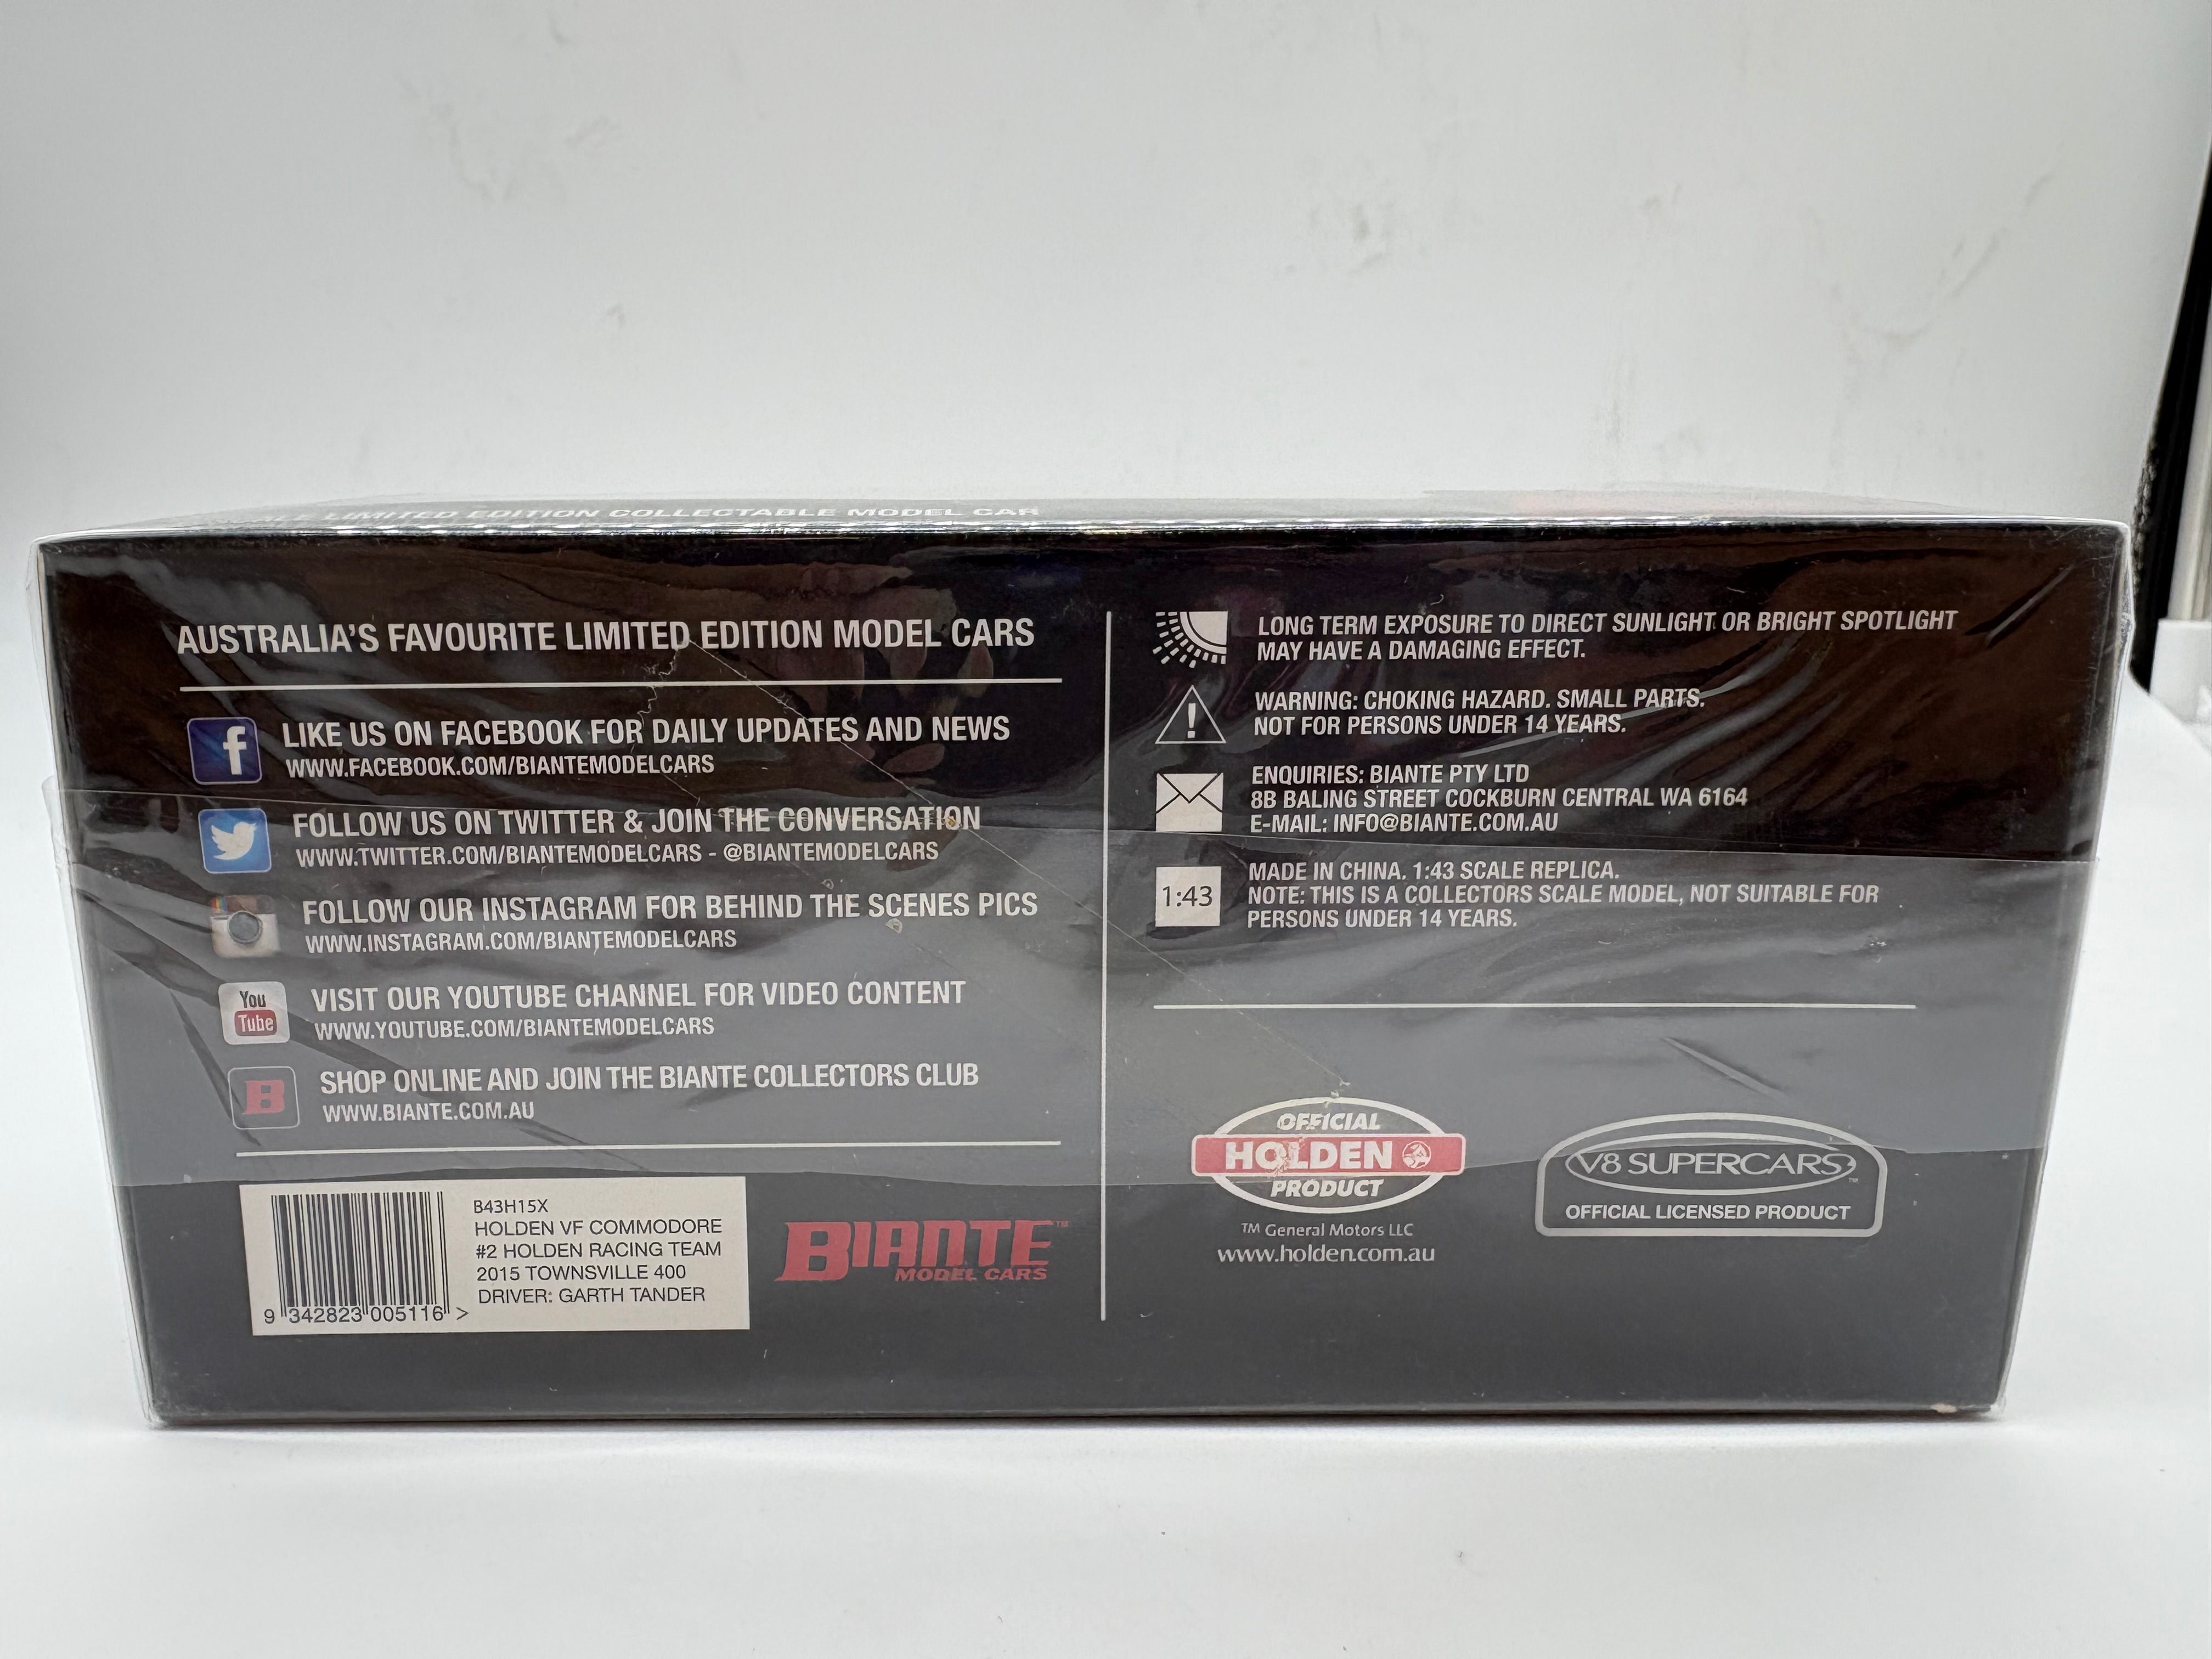 LIMITED EDITION COLLECTABLE MODEL CAR
AUSTRALIA'S FAVOURITE LIMITED EDITION MODEL CARS
f
LIKE US ON FACEBOOK FOR DAILY UPDATES AND NEWS
WWW.FACEBOOK.COM/BIANTEMODELCARS
FOLLOW US ON TWITTER & JOIN THE CONVERSATION
WWW.TWITTER.COM/BIANTEMODELCARS - @BIANTEMODELCARS
FOLLOW OUR INSTAGRAM FOR BEHIND THE SCENES PICS
WWW.INSTAGRAM.COM/BIANTEMODELCARS
You
Tube
VISIT OUR YOUTUBE CHANNEL FOR VIDEO CONTENT
WWW.YOUTUBE.COM/BIANTEMODELCARS
B
SHOP ONLINE AND JOIN THE BIANTE COLLECTORS CLUB
WWW.BIANTE.COM.AU
B43H15X
HOLDEN VF COMMODORE
#2 HOLDEN RACING TEAM
2015 TOWNSVILLE 400
DRIVER: GARTH TANDER
9 342823 005116 >
BIANTE™
MODEL CARS
LONG TERM EXPOSURE TO DIRECT SUNLIGHT OR BRIGHT SPOTLIGHT
MAY HAVE A DAMAGING EFFECT.
!
WARNING: CHOKING HAZARD. SMALL PARTS.
NOT FOR PERSONS UNDER 14 YEARS.
ENQUIRIES: BIANTE PTY LTD
8B BALING STREET COCKBURN CENTRAL WA 6164
E-MAIL: INFO@BIANTE.COM.AU
1:43
MADE IN CHINA. 1:43 SCALE REPLICA.
NOTE: THIS IS A COLLECTORS SCALE MODEL, NOT SUITABLE FOR
PERSONS UNDER 14 YEARS.
OFFICIAL
HOLDEN
PRODUCT
™ General Motors LLC
www.holden.com.au
V8 SUPERCARS™
OFFICIAL LICENSED PRODUCT